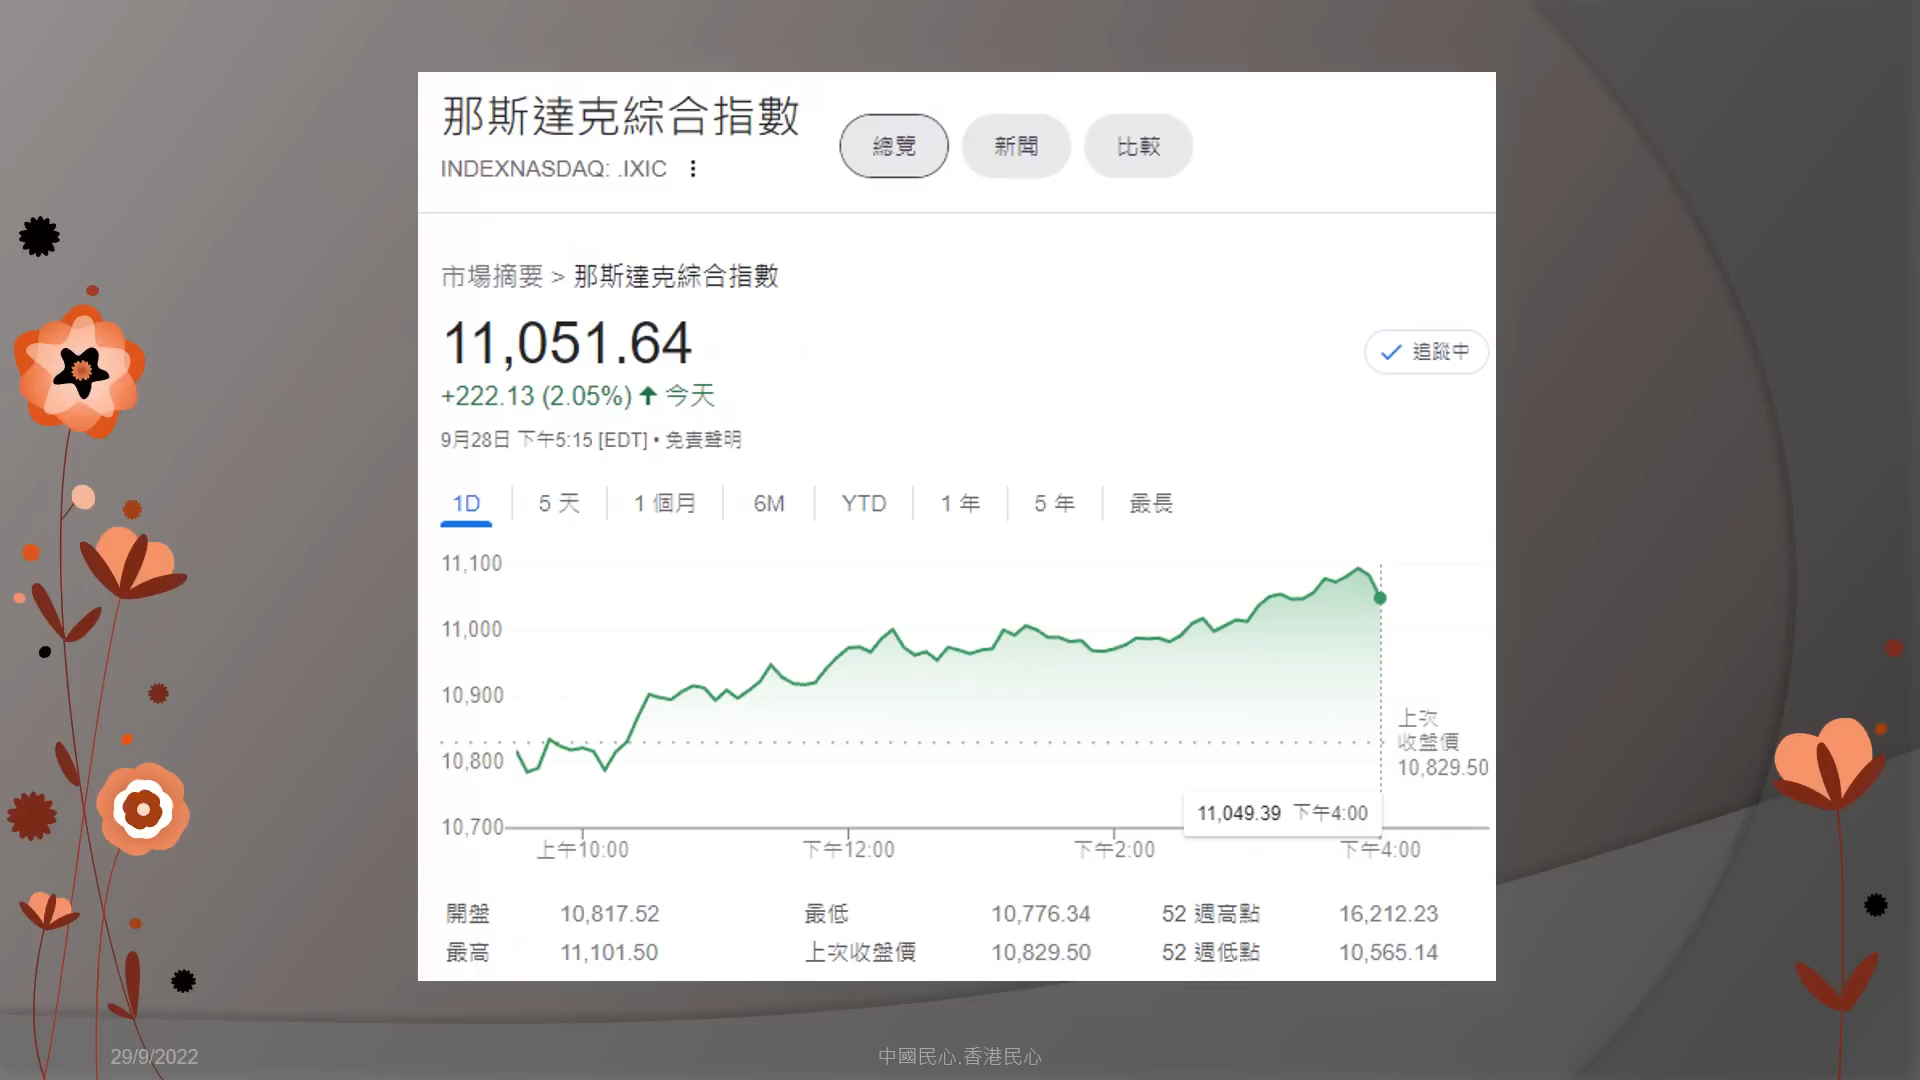 那斯達克綜合指數
INDEXNASDAQ: .IXIC
總覽
新聞
比較
市場摘要 > 那斯達克綜合指數
11,051.64
+222.13 (2.05%) ↑ 今天
追蹤中
9月28日 下午5:15 [EDT] • 免責聲明
1D 5 天 1 個月 6M YTD 1 年 5 年 最長
11,100
11,000
10,900
10,800
10,700
上次
收盤價
10,829.50
11,049.39 下午4:00
上午10:00 下午12:00 下午2:00 下午4:00
開盤 10,817.52 最低 10,776.34 52 週高點 16,212.23
最高 11,101.50 上次收盤價 10,829.50 52 週低點 10,565.14
29/9/2022
中國民心.香港民心